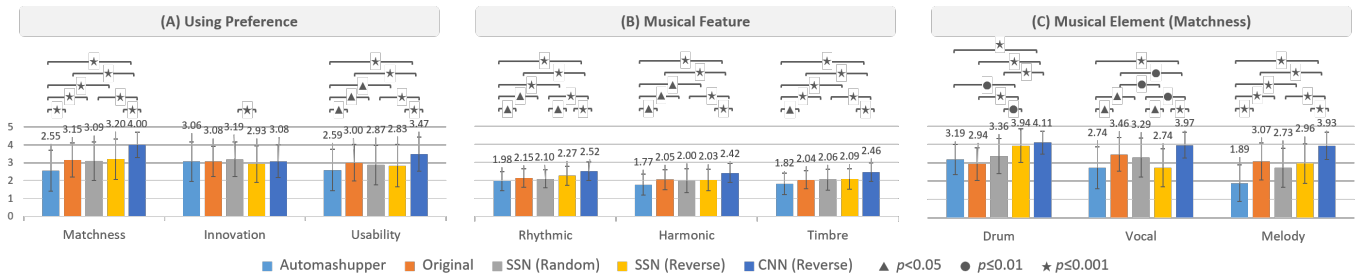 (A) Using Preference
(B) Musical Feature
(C) Musical Element (Matchness)
5
4
3
2
1
0
2.55 3.15 3.09 3.20 4.00
3.06 3.08 3.19 2.93 3.08
2.59 3.00 2.87 2.83 3.47
1.98 2.15 2.10 2.27 2.52
1.77 2.05 2.00 2.03 2.42
1.82 2.04 2.06 2.09 2.46
3.19 2.94 3.36 3.94 4.11
2.74 3.46 3.29 2.74 3.97
1.89 3.07 2.73 2.96 3.93
Matchness Innovation Usability
Rhythmic Harmonic Timbre
Drum Vocal Melody
Automashupper Original SSN (Random) SSN (Reverse) CNN (Reverse) p<0.05 p≤0.01 p≤0.001